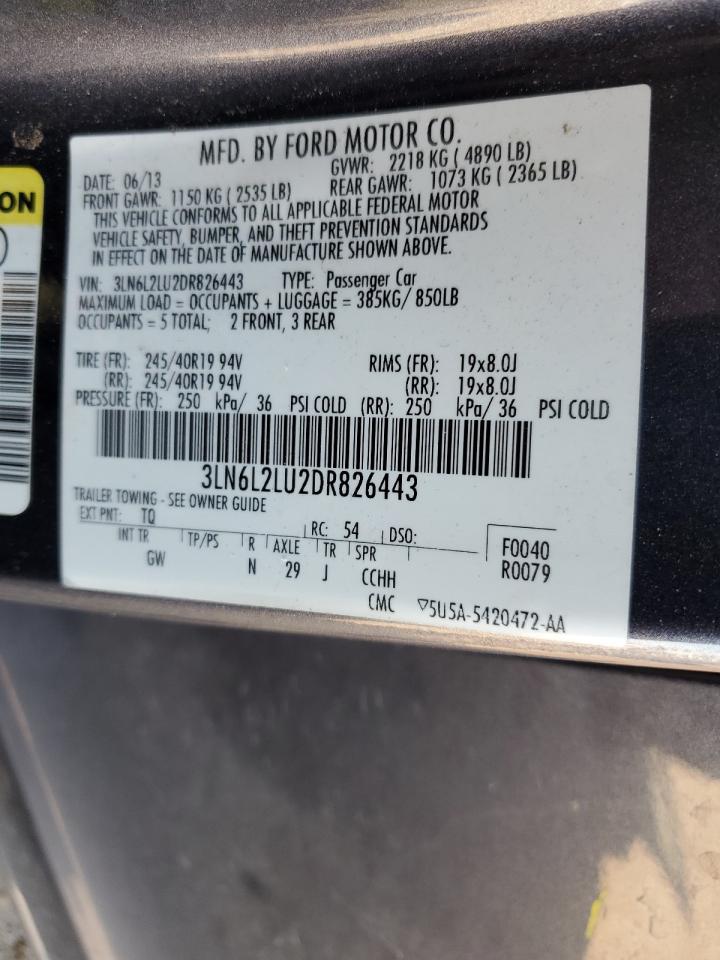 MFD. BY FORD MOTOR CO.
DATE: 06/13 GVWR: 2218 KG ( 4890 LB)
FRONT GAWR: 1150 KG ( 2535 LB) REAR GAWR: 1073 KG ( 2365 LB)
THIS VEHICLE CONFORMS TO ALL APPLICABLE FEDERAL MOTOR
VEHICLE SAFETY, BUMPER, AND THEFT PREVENTION STANDARDS
IN EFFECT ON THE DATE OF MANUFACTURE SHOWN ABOVE.
VIN: 3LN6L2LU2DR826443 TYPE: Passenger Car
MAXIMUM LOAD = OCCUPANTS + LUGGAGE = 385KG/ 850LB
OCCUPANTS = 5 TOTAL; 2 FRONT, 3 REAR
TIRE (FR): 245/40R19 94V RIMS (FR): 19x8.0J
(RR): 245/40R19 94V (RR): 19x8.0J
PRESSURE (FR): 250 kPa/ 36 PSI COLD (RR): 250 kPa/ 36 PSI COLD
3LN6L2LU2DR826443
TRAILER TOWING - SEE OWNER GUIDE
EXT PNT: TQ RC: 54 DSO:
INT TR TP/PS R AXLE TR SPR F0040
GW N 29 J CCHH R0079
CMC ▽5U5A-5420472-AA
ON